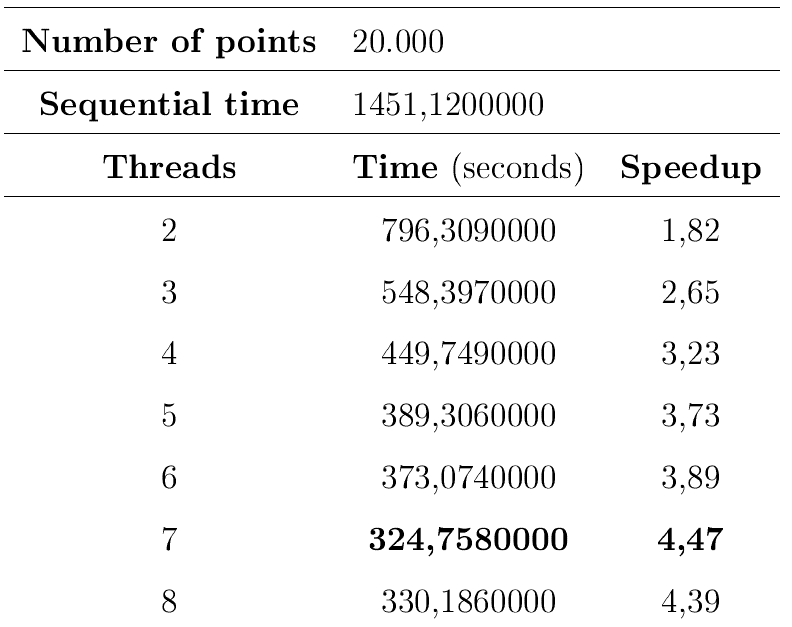 Number of points 20.000
Sequential time 1451,1200000
Threads Time (seconds) Speedup
2 796,3090000 1,82
3 548,3970000 2,65
4 449,7490000 3,23
5 389,3060000 3,73
6 373,0740000 3,89
7 324,7580000 4,47
8 330,1860000 4,39